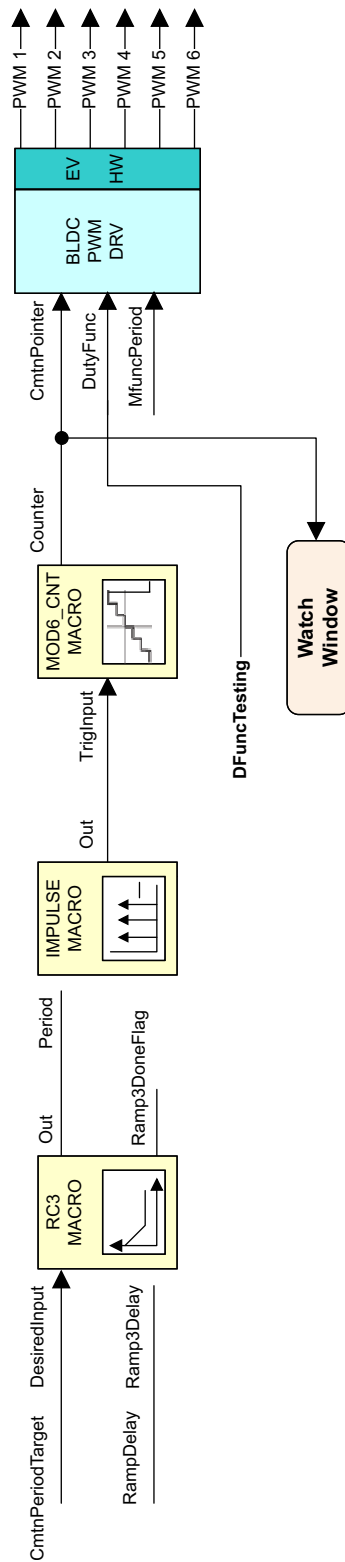 CmtnPeriodTarget
DesiredInput
RampDelay
Ramp3Delay
RC3
MACRO
Out
Period
Ramp3DoneFlag
IMPULSE
MACRO
Out
TrigInput
MOD6_CNT
MACRO
Counter
CmtnPointer
DutyFunc
MfuncPeriod
DFuncTesting
Watch
Window
BLDC
PWM
DRV
EV
HW
PWM 1
PWM 2
PWM 3
PWM 4
PWM 5
PWM 6